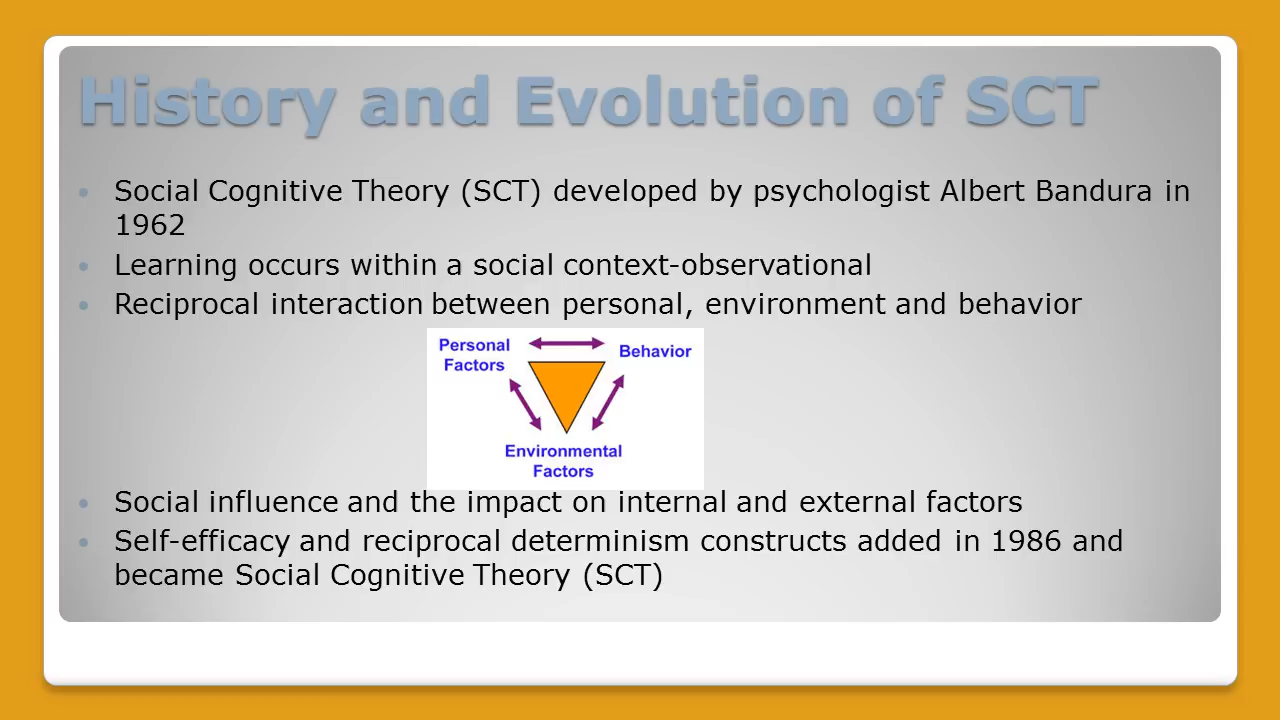 History and Evolution of SCT
Social Cognitive Theory (SCT) developed by psychologist Albert Bandura in
1962
Learning occurs within a social context-observational
Reciprocal interaction between personal, environment and behavior
Personal
Factors
Behavior
Environmental
Factors
Social influence and the impact on internal and external factors
Self-efficacy and reciprocal determinism constructs added in 1986 and
became Social Cognitive Theory (SCT)